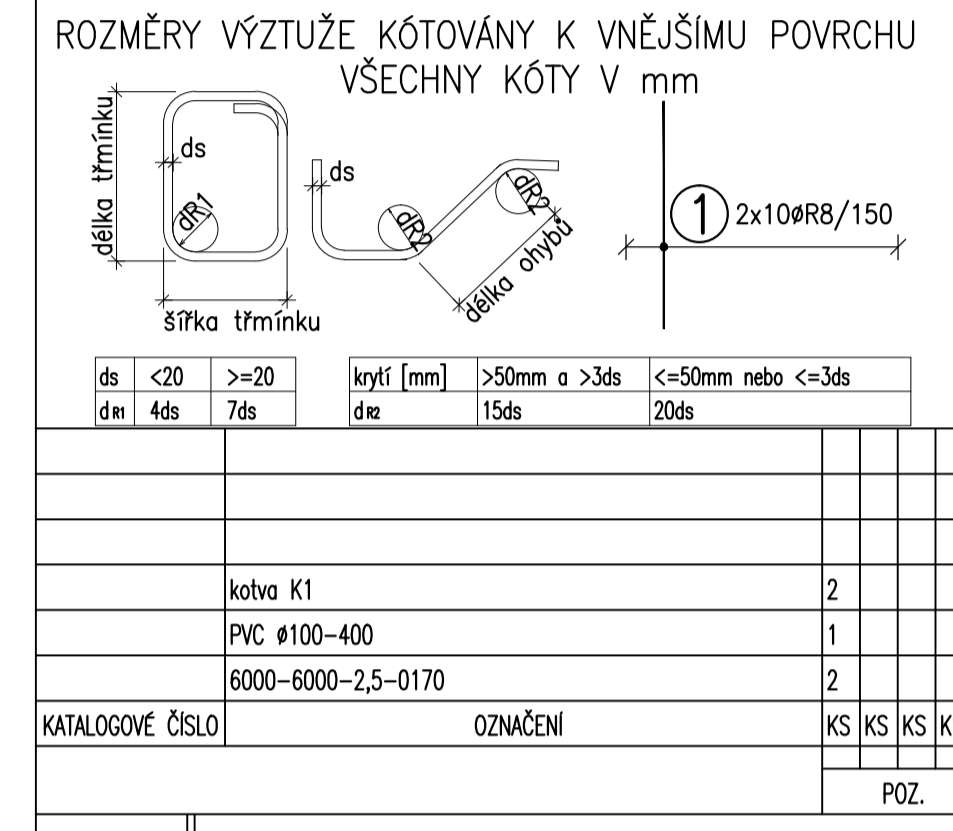 ROZMĚRY VÝZTUŽE KÓTOVÁNY K VNĚJŠÍMU POVRCHU
VŠECHNY KÓTY V mm
délka třmínku
ds
dR1
šířka třmínku
ds
dR2
dR2
délka ohybů
1 2x10øR8/150
ds <20 >=20
dR1 4ds 7ds
krytí [mm] >50mm a >3ds <=50mm nebo <=3ds
dR2 15ds 20ds
kotva K1 2
PVC ø100-400 1
6000-6000-2,5-0170 2
KATALOGOVÉ ČÍSLO OZNAČENÍ KS KS KS K
POZ.